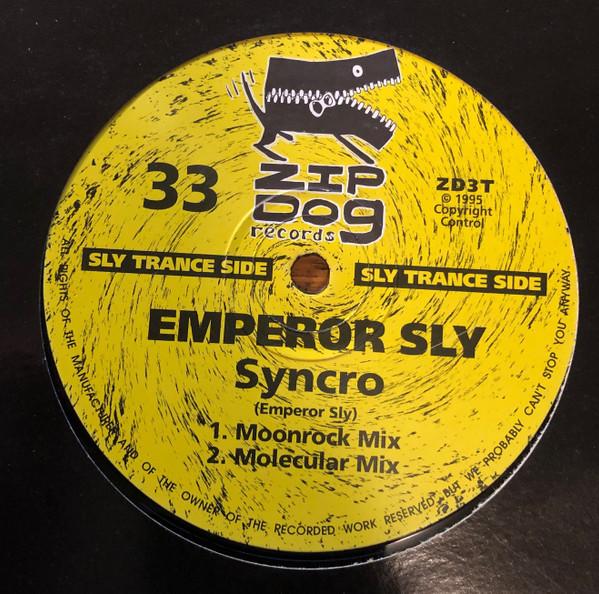 33
ZIP
DOG
records
ZD3T
© 1995
Copyright
Control
SLY TRANCE SIDE
SLY TRANCE SIDE
EMPEROR SLY
Syncro
(Emperor Sly)
1. Moonrock Mix
2. Molecular Mix
ALL RIGHTS OF THE MANUFACTURER AND OF THE OWNER OF THE RECORDED WORK RESERVED, BUT WE PROBABLY CAN'T STOP YOU ANYWAY